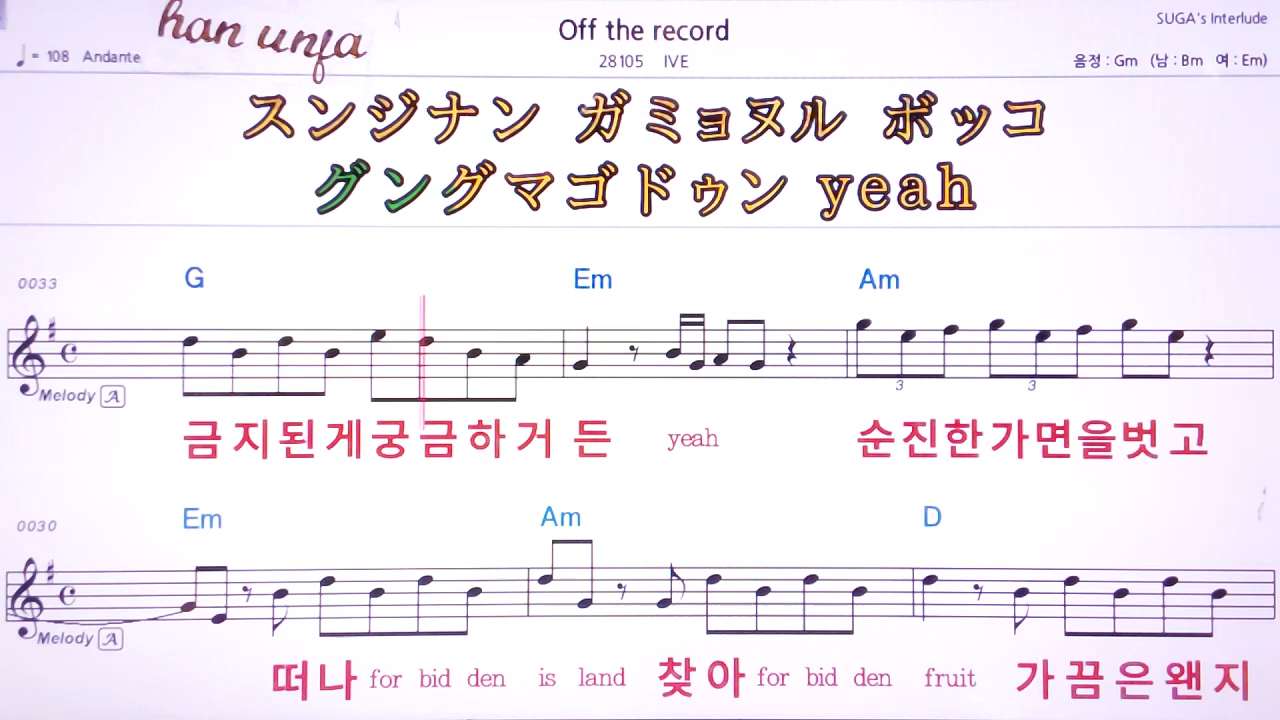 han unfa
Off the record
SUGA's Interlude
♩= 108 Andante
28105 IVE
음정 : Gm (남 : Bm 여 : Em)
スンジナン ガミョヌル ボッコ
グングマゴドゥン yeah
0033 G Em Am
3 3
Melody A
금지된게궁금하거든 yeah 순진한가면을벗고
0030 Em Am D
Melody A
떠나 for bid den is land 찾아 for bid den fruit 가끔은왠지